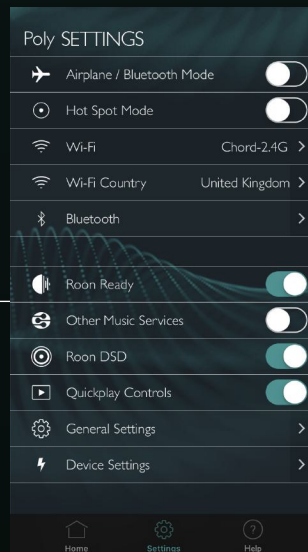 Poly SETTINGS
Airplane / Bluetooth Mode
Hot Spot Mode
Wi-Fi Chord-2.4G >
Wi-Fi Country United Kingdom >
Bluetooth >
Roon Ready
Other Music Services
Roon DSD
Quickplay Controls
General Settings >
Device Settings >
Home Settings Help